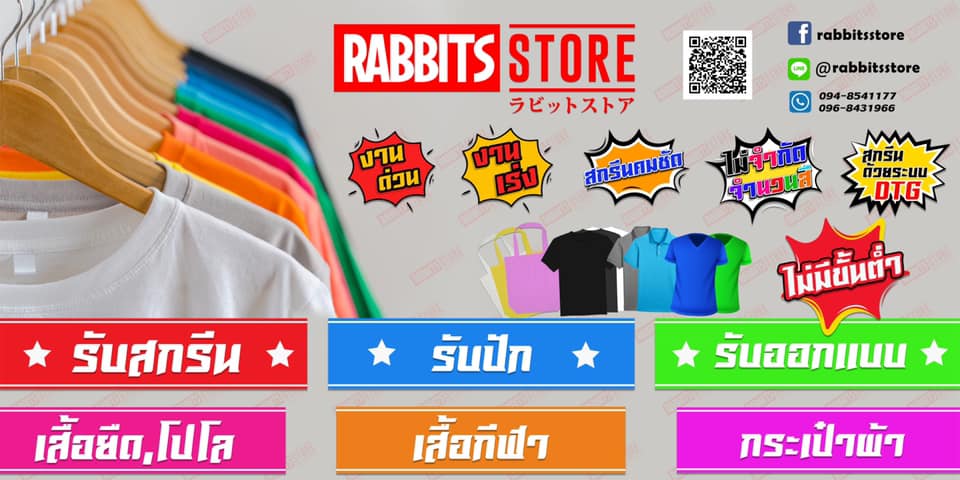 RABBITS STORE
ラビットストア
rabbitsstore
LINE
@rabbitsstore
094-8541177
096-8431966
งานด่วน
งานเร่ง
สกรีนคมชัด
ไม่จำกัด
จำนวนสี
สกรีน
ด้วยระบบ
DTG
ไม่มีขั้นต่ำ
รับสกรีน
รับปัก
รับออกแบบ
เสื้อยืด,โปโล
เสื้อกีฬา
กระเป๋าผ้า